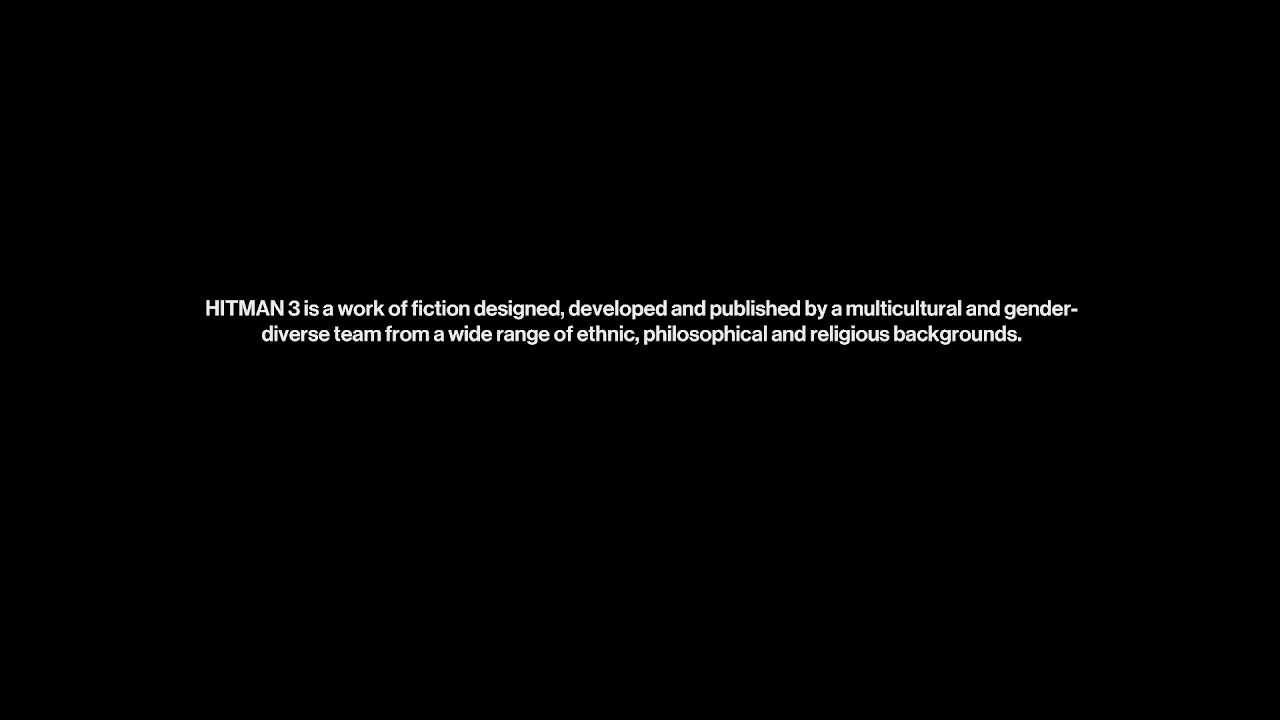 HITMAN 3 is a work of fiction designed, developed and published by a multicultural and gender-
diverse team from a wide range of ethnic, philosophical and religious backgrounds.